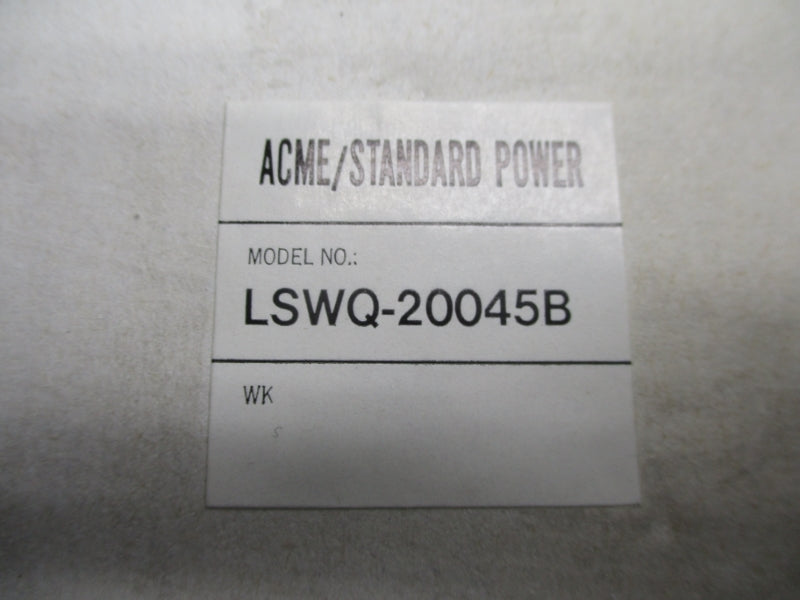 ACME/STANDARD POWER
MODEL NO.:
LSWQ-20045B
WK
s